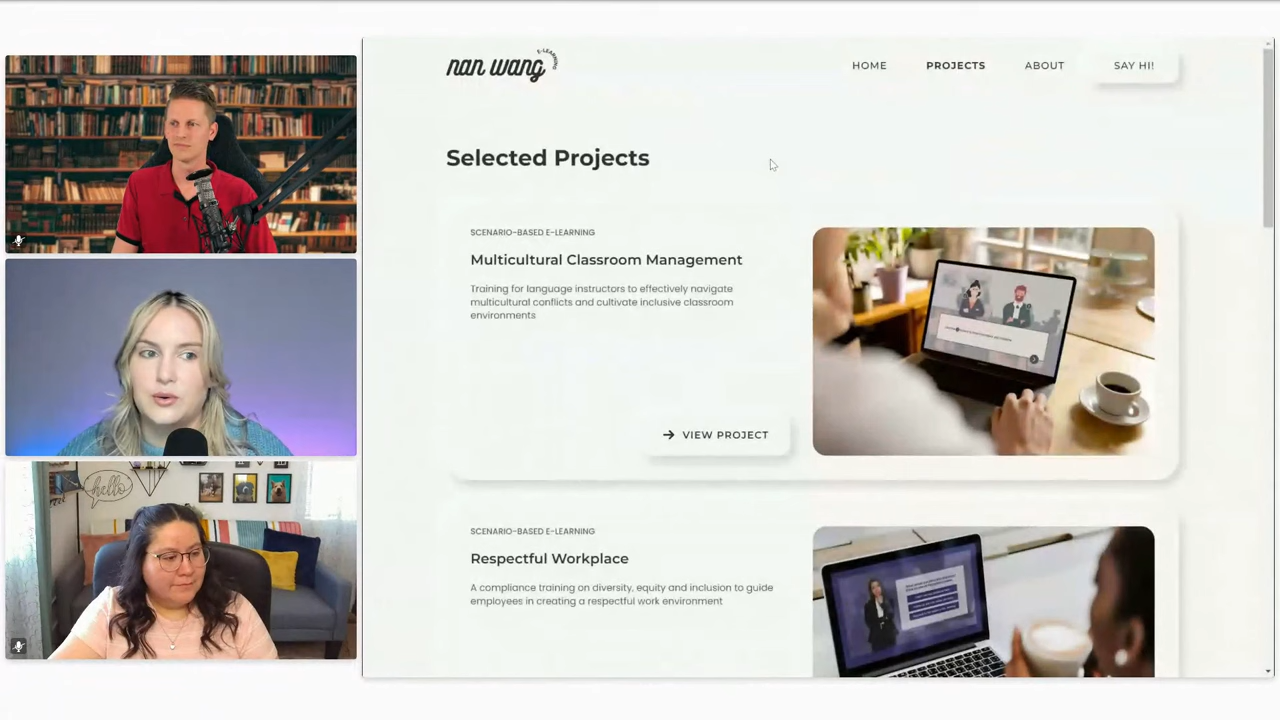 hello
nan wang
E-LEARNING
HOME
PROJECTS
ABOUT
SAY HI!
Selected Projects
SCENARIO-BASED E-LEARNING
Multicultural Classroom Management
Training for language instructors to effectively navigate
multicultural conflicts and cultivate inclusive classroom
environments
VIEW PROJECT
SCENARIO-BASED E-LEARNING
Respectful Workplace
A compliance training on diversity, equity and inclusion to guide
employees in creating a respectful work environment